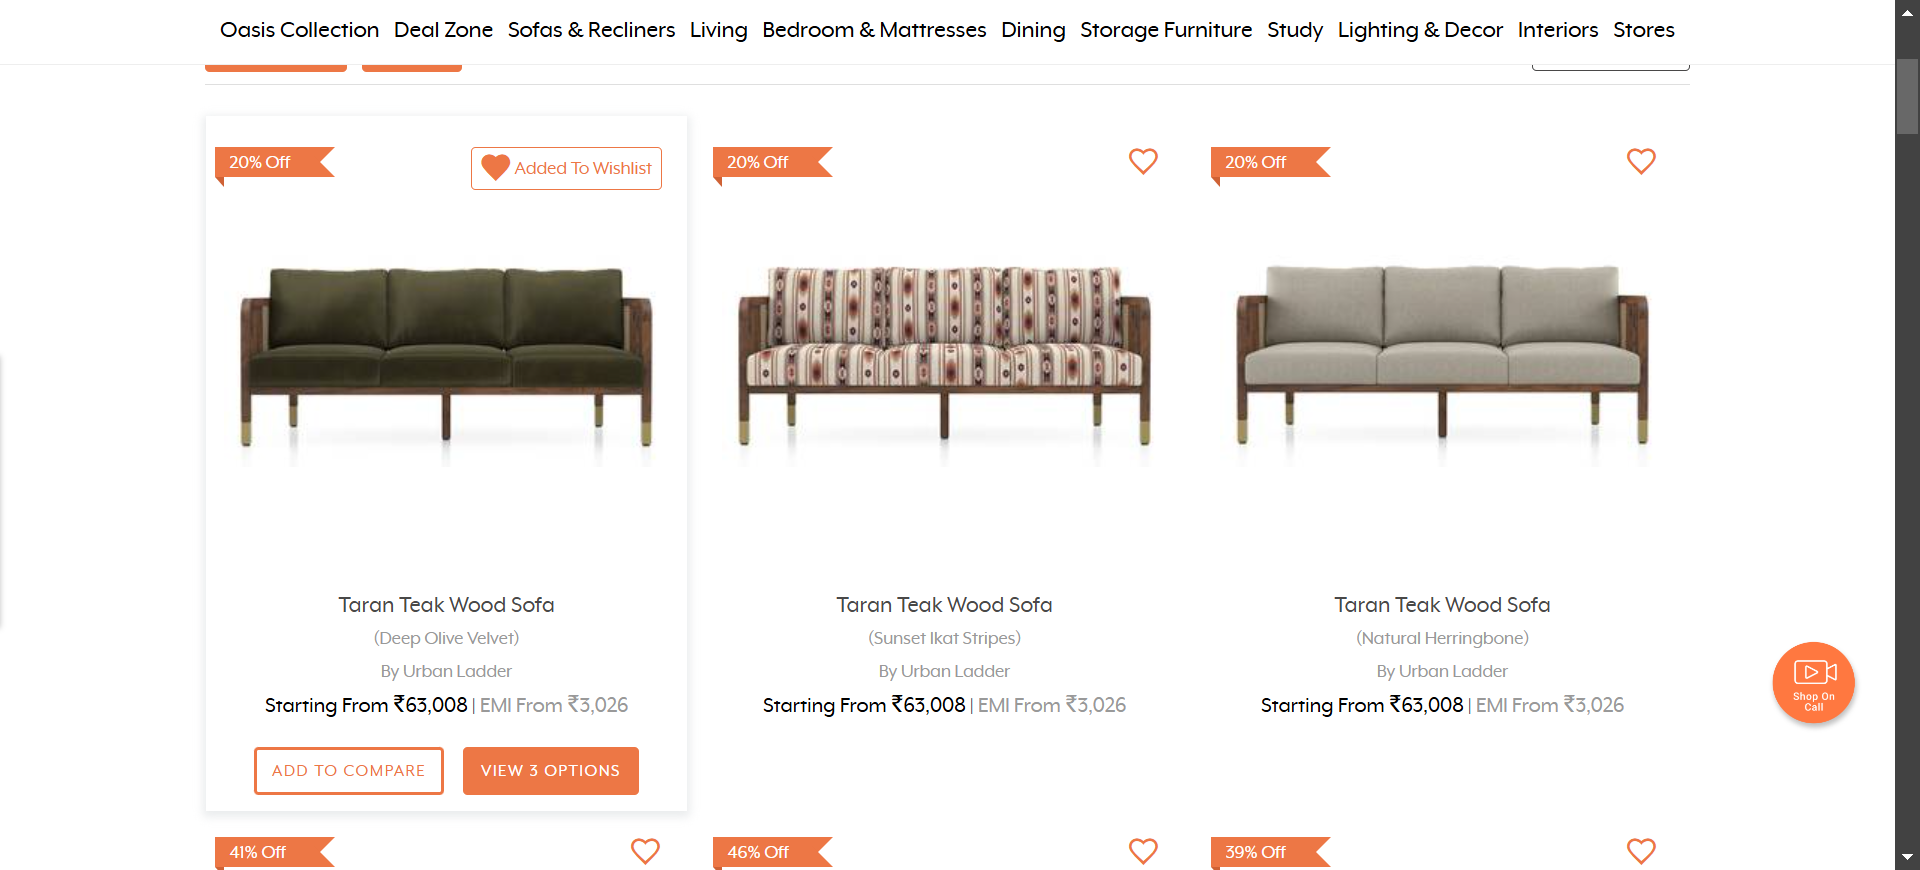 Oasis Collection Deal Zone Sofas & Recliners Living Bedroom & Mattresses Dining Storage Furniture Study Lighting & Decor Interiors Stores
20% Off
Added To Wishlist
20% Off
20% Off
Taran Teak Wood Sofa
(Deep Olive Velvet)
By Urban Ladder
Starting From ₹63,008 | EMI From ₹3,026
ADD TO COMPARE
VIEW 3 OPTIONS
Taran Teak Wood Sofa
(Sunset Ikat Stripes)
By Urban Ladder
Starting From ₹63,008 | EMI From ₹3,026
Taran Teak Wood Sofa
(Natural Herringbone)
By Urban Ladder
Starting From ₹63,008 | EMI From ₹3,026
Shop On
Call
41% Off
46% Off
39% Off